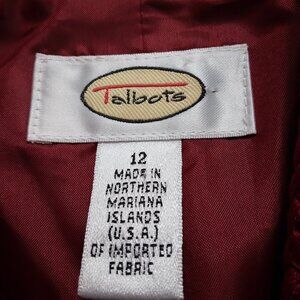 Talbots
12
MADE IN
NORTHERN
MARIANA
ISLANDS
(U.S.A.)
OF IMPORTED
FABRIC